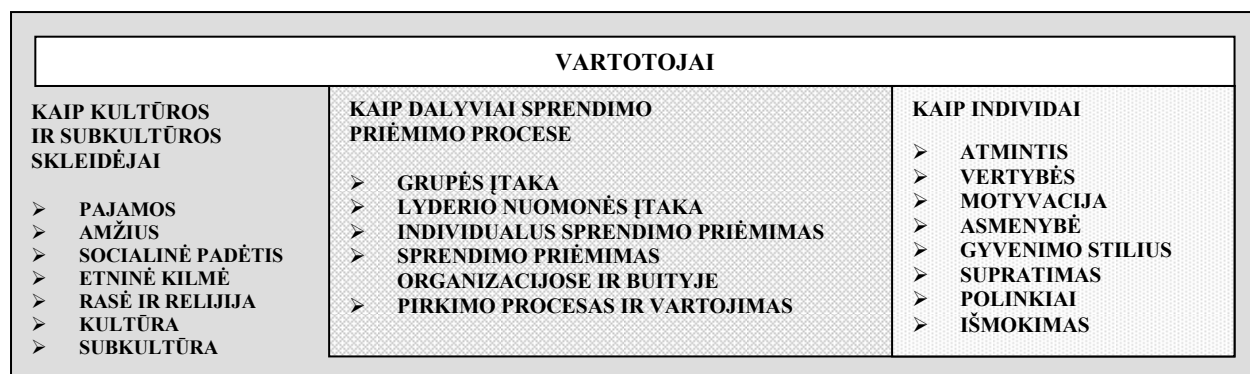 VARTOTOJAI
KAIP KULTŪROS
IR SUBKULTŪROS
SKLEIDĖJAI
➢ PAJAMOS
➢ AMŽIUS
➢ SOCIALINĖ PADĖTIS
➢ ETNINĖ KILMĖ
➢ RASĖ IR RELIJIJA
➢ KULTŪRA
➢ SUBKULTŪRA
KAIP DALYVIAI SPRENDIMO
PRIĖMIMO PROCESE
➢ GRUPĖS ĮTAKA
➢ LYDERIO NUOMONĖS ĮTAKA
➢ INDIVIDUALUS SPRENDIMO PRIĖMIMAS
➢ SPRENDIMO PRIĖMIMAS
ORGANIZACIJOSE IR BUITYJE
➢ PIRKIMO PROCESAS IR VARTOJIMAS
KAIP INDIVIDAI
➢ ATMINTIS
➢ VERTYBĖS
➢ MOTYVACIJA
➢ ASMENYBĖ
➢ GYVENIMO STILIUS
➢ SUPRATIMAS
➢ POLINKIAI
➢ IŠMOKIMAS